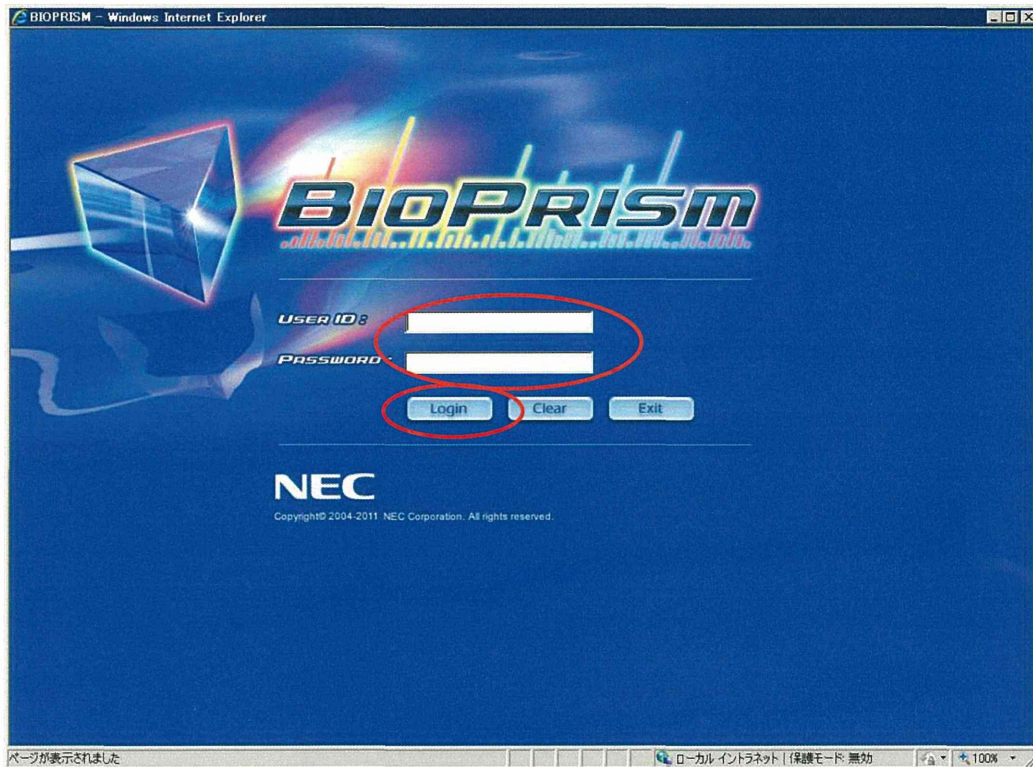 BIOPRISM - Windows Internet Explorer
BIOPRISM
USER ID :
PASSWORD :
Login Clear Exit
NEC
Copyright© 2004-2011 NEC Corporation. All rights reserved.
ページが表示されました ローカル イントラネット | 保護モード: 無効 100%